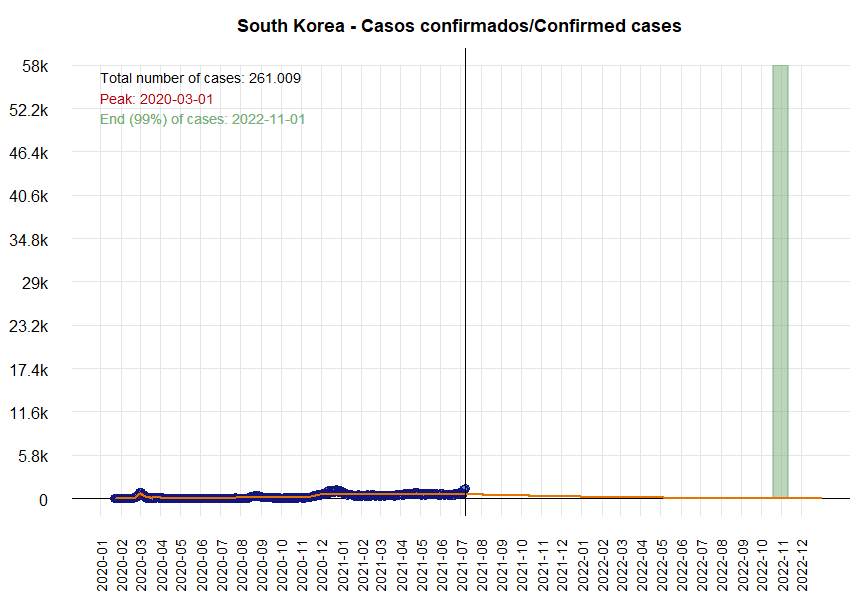 South Korea - Casos confirmados/Confirmed cases
58k
Total number of cases: 261.009
Peak: 2020-03-01
52.2k
End (99%) of cases: 2022-11-01
46.4k
40.6k
34.8k
29k
23.2k
17.4k
11.6k
5.8k
0
2020-01
2020-02
2020-03
2020-04
2020-05
2020-06
2020-07
2020-08
2020-09
2020-10
2020-11
2020-12
2021-01
2021-02
2021-03
2021-04
2021-05
2021-06
2021-07
2021-08
2021-09
2021-10
2021-11
2021-12
2022-01
2022-02
2022-03
2022-04
2022-05
2022-06
2022-07
2022-08
2022-09
2022-10
2022-11
2022-12